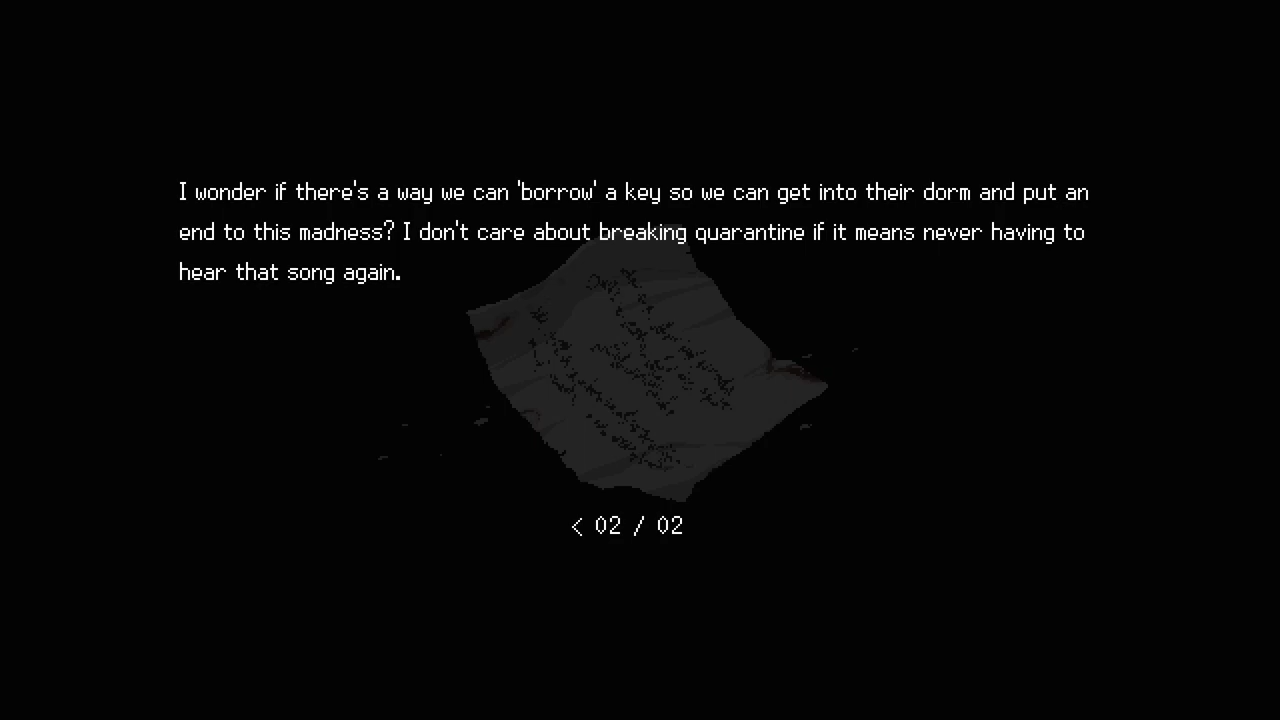 I wonder if there's a way we can 'borrow' a key so we can get into their dorm and put an
end to this madness? I don't care about breaking quarantine if it means never having to
hear that song again.
< 02 / 02